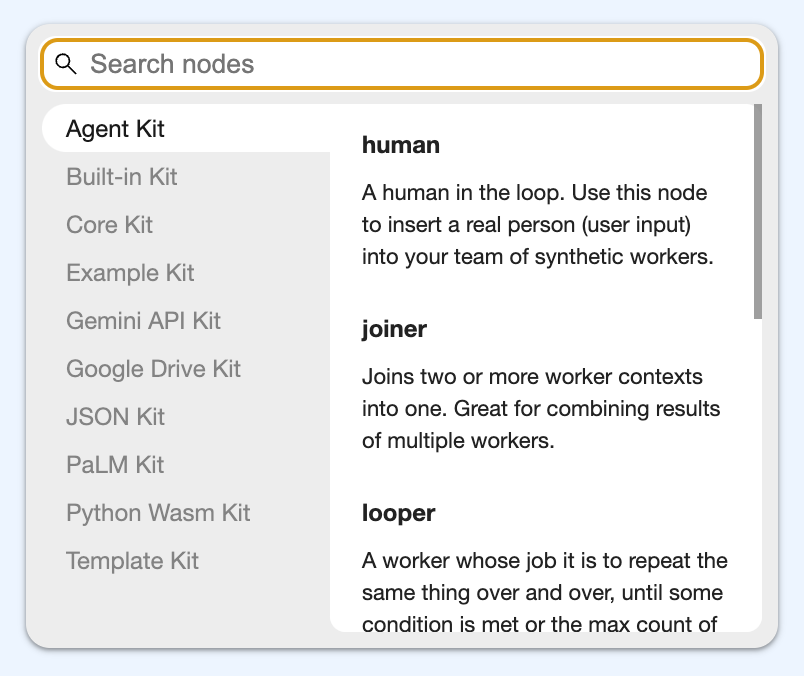 Search nodes
Agent Kit
Built-in Kit
Core Kit
Example Kit
Gemini API Kit
Google Drive Kit
JSON Kit
PaLM Kit
Python Wasm Kit
Template Kit
human
A human in the loop. Use this node
to insert a real person (user input)
into your team of synthetic workers.
joiner
Joins two or more worker contexts
into one. Great for combining results
of multiple workers.
looper
A worker whose job it is to repeat the
same thing over and over, until some
condition is met or the max count of